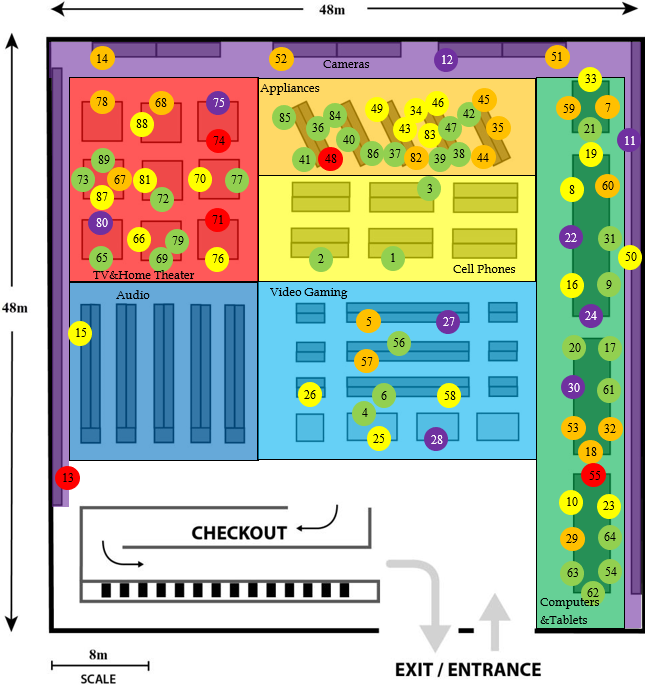 48m
14 52 12 51
Cameras
33
Appliances
78 68 75
88
74
85 36 84 49 34 46 42 45
40 43 83 47 35
41 48 86 37 82 39 38 44
59 7
21
11
19
89
73 67 81 70 77
87 72
3
8 60
80 71
66 79
65 69 76
TV&Home Theater
2 1
Cell Phones
22 31
50
16 9
24
48m
Audio
Video Gaming
15
5 27
56
57
26 6 58
4
25 28
20 17
30 61
53 32
18
13
55
10 23
CHECKOUT
29 64
63 54
62
Computers
&Tablets
8m
SCALE
EXIT / ENTRANCE